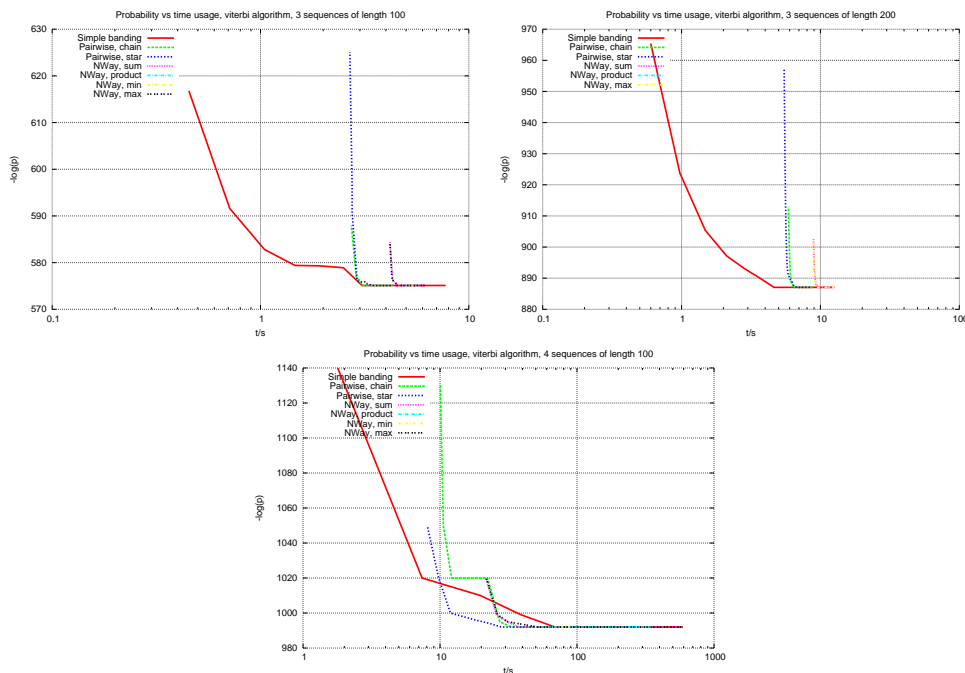 Probability vs time usage, viterbi algorithm, 3 sequences of length 100
630
620
610
600
590
580
570
-log(p)
0.1
1
10
t/s
Simple banding
Pairwise, chain
Pairwise, star
NWay, sum
NWay, product
NWay, min
NWay, max
Probability vs time usage, viterbi algorithm, 3 sequences of length 200
970
960
950
940
930
920
910
900
890
880
-log(p)
0.1
1
10
100
t/s
Simple banding
Pairwise, chain
Pairwise, star
NWay, sum
NWay, product
NWay, max
Probability vs time usage, viterbi algorithm, 4 sequences of length 100
1140
1120
1100
1080
1060
1040
1020
1000
980
-log(p)
1
10
100
1000
t/s
Simple banding
Pairwise, chain
Pairwise, star
NWay, sum
NWay, product
NWay, min
NWay, max